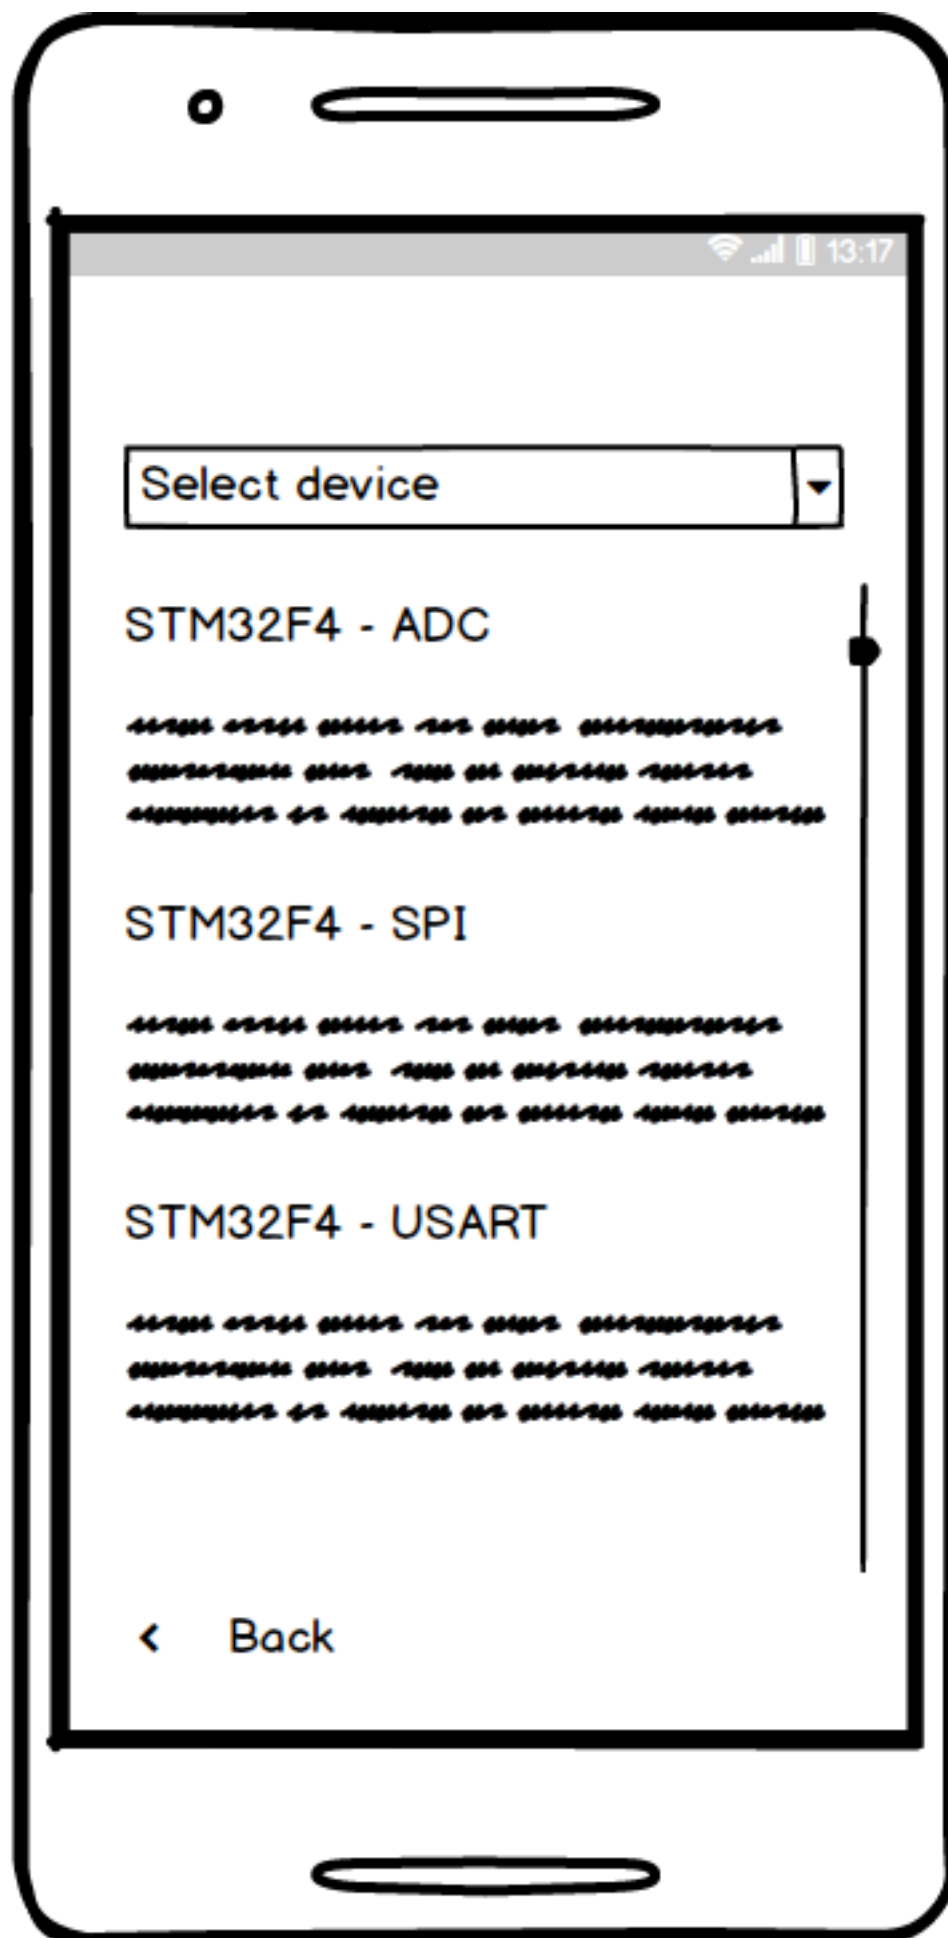 13:17
Select device
STM32F4 - ADC
STM32F4 - SPI
STM32F4 - USART
Back